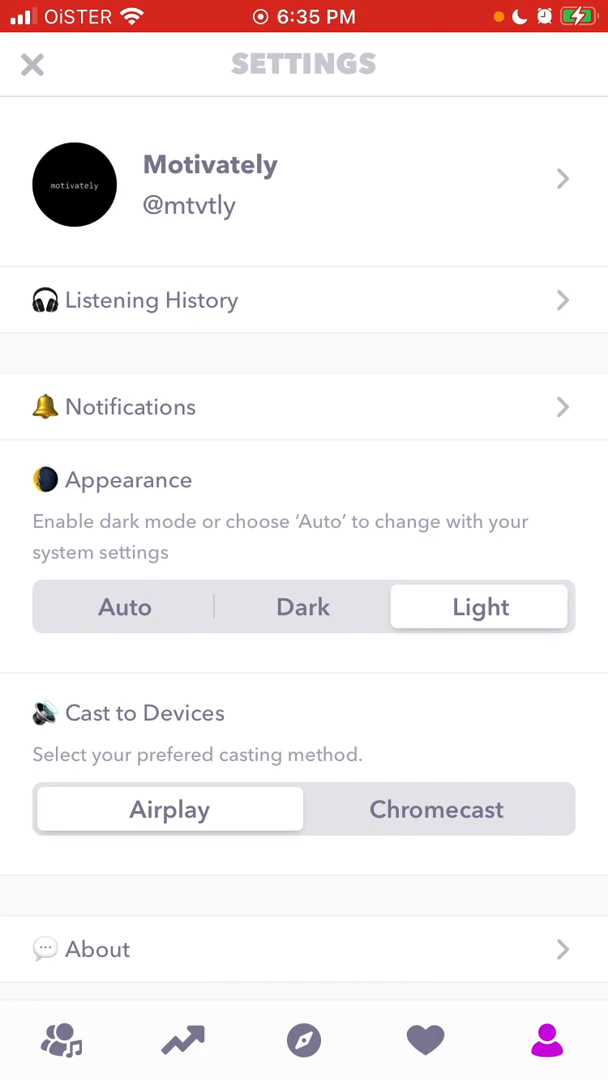 OiSTER 6:35 PM
SETTINGS
motivately
Motivately
@mtvtly
Listening History
Notifications
Appearance
Enable dark mode or choose ‘Auto’ to change with your
system settings
Auto Dark Light
Cast to Devices
Select your prefered casting method.
Airplay Chromecast
About